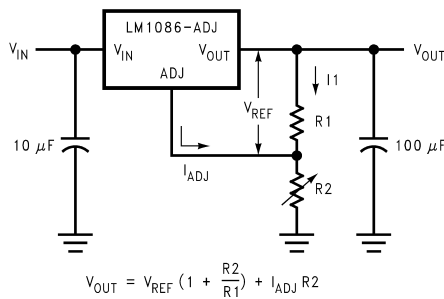 LM1086-ADJ
V_IN
V_IN
V_OUT
V_OUT
ADJ
I1
V_REF
R1
10 μF
100 μF
I_ADJ
R2
V_OUT = V_REF (1 + R2/R1) + I_ADJ R2